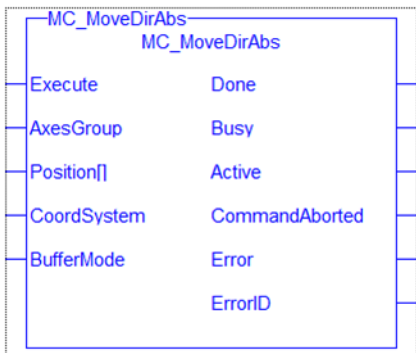 MC_MoveDirAbs
MC_MoveDirAbs
Execute Done
AxesGroup Busy
Position[] Active
CoordSystem CommandAborted
BufferMode Error
ErrorID